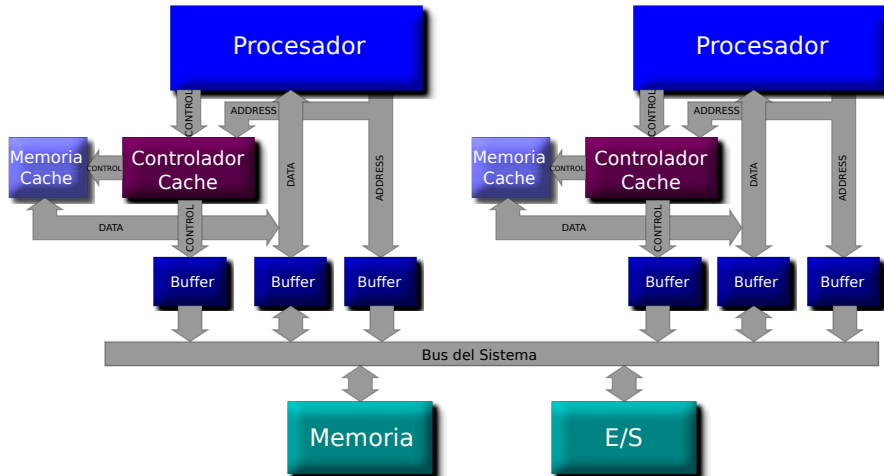 Procesador
Procesador
CONTROL
ADDRESS
CONTROL
ADDRESS
Memoria
Cache
CONTROL
Controlador
Cache
DATA
ADDRESS
Memoria
Cache
CONTROL
Controlador
Cache
DATA
ADDRESS
DATA
CONTROL
DATA
CONTROL
Buffer
Buffer
Buffer
Buffer
Buffer
Buffer
Bus del Sistema
Memoria
E/S